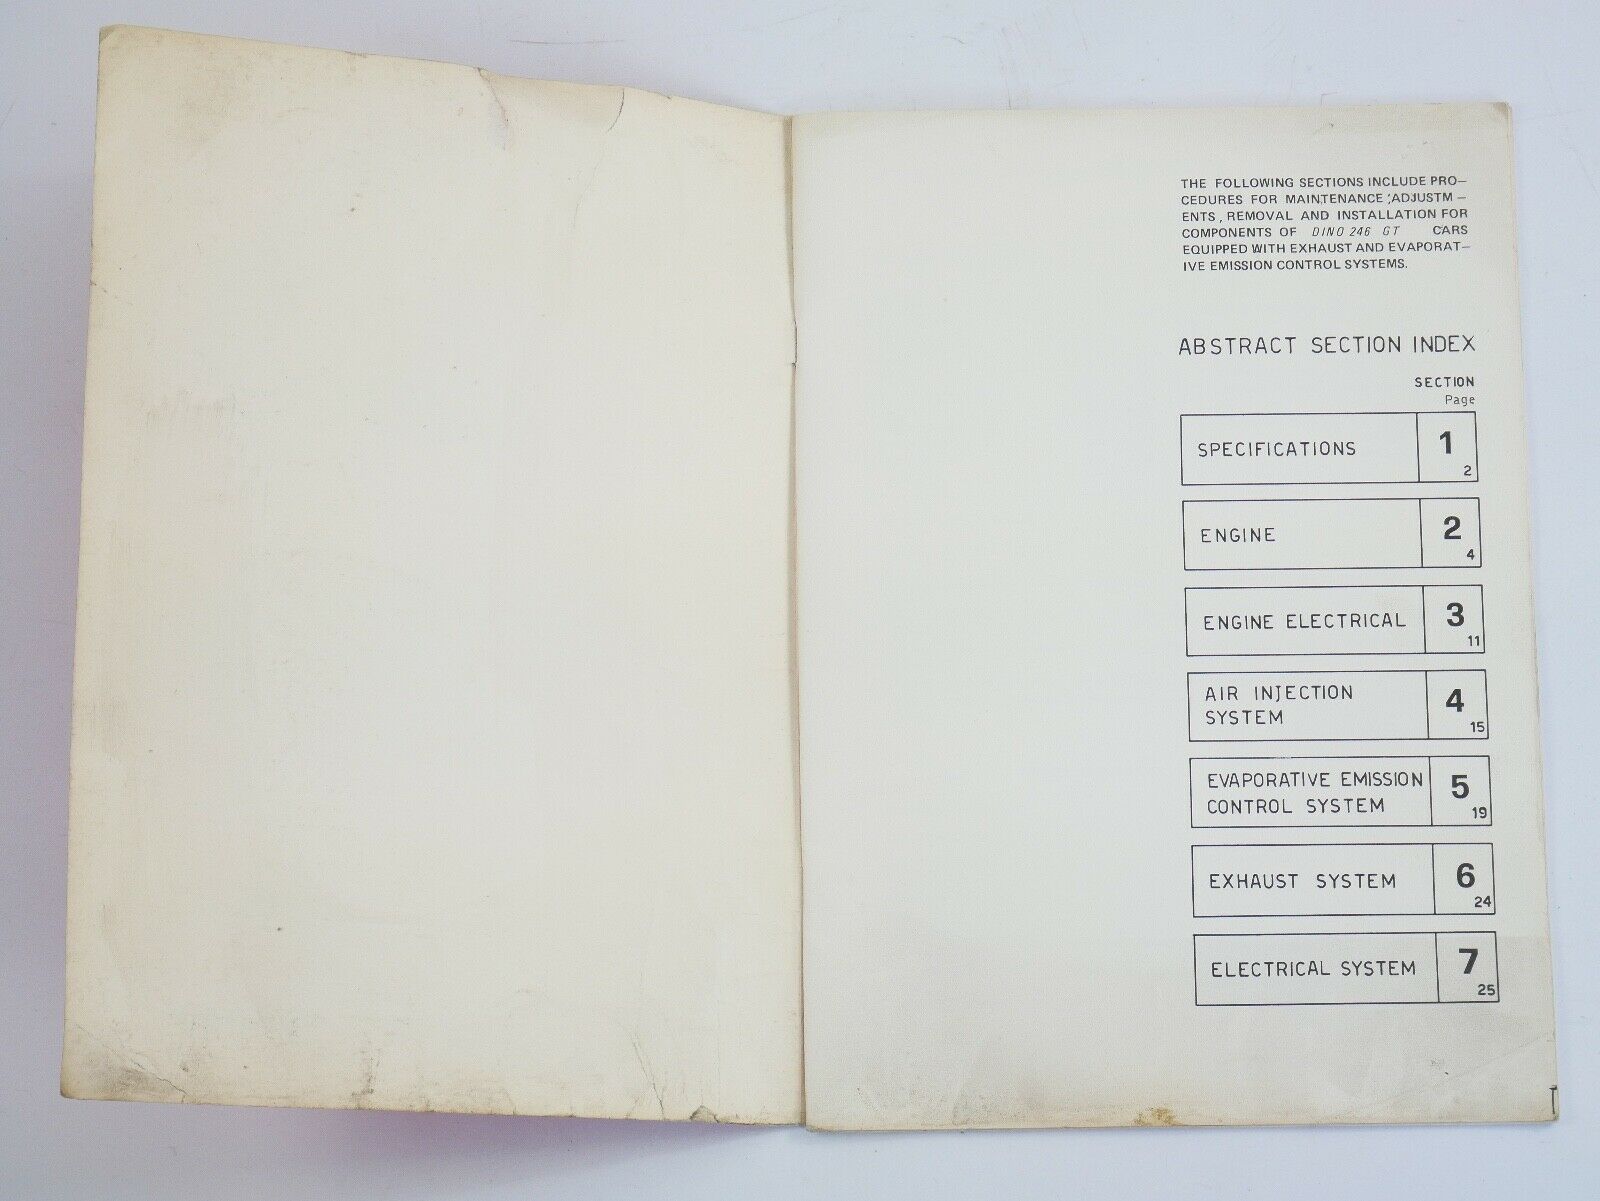 THE FOLLOWING SECTIONS INCLUDE PRO–
CEDURES FOR MAINTENANCE ,ADJUSTM –
ENTS , REMOVAL AND INSTALLATION FOR
COMPONENTS OF DINO 246 GT CARS
EQUIPPED WITH EXHAUST AND EVAPORAT–
IVE EMISSION CONTROL SYSTEMS.
ABSTRACT SECTION INDEX
SECTION
Page
SPECIFICATIONS 1
2
ENGINE 2
4
ENGINE ELECTRICAL 3
11
AIR INJECTION
SYSTEM 4
15
EVAPORATIVE EMISSION
CONTROL SYSTEM 5
19
EXHAUST SYSTEM 6
24
ELECTRICAL SYSTEM 7
25